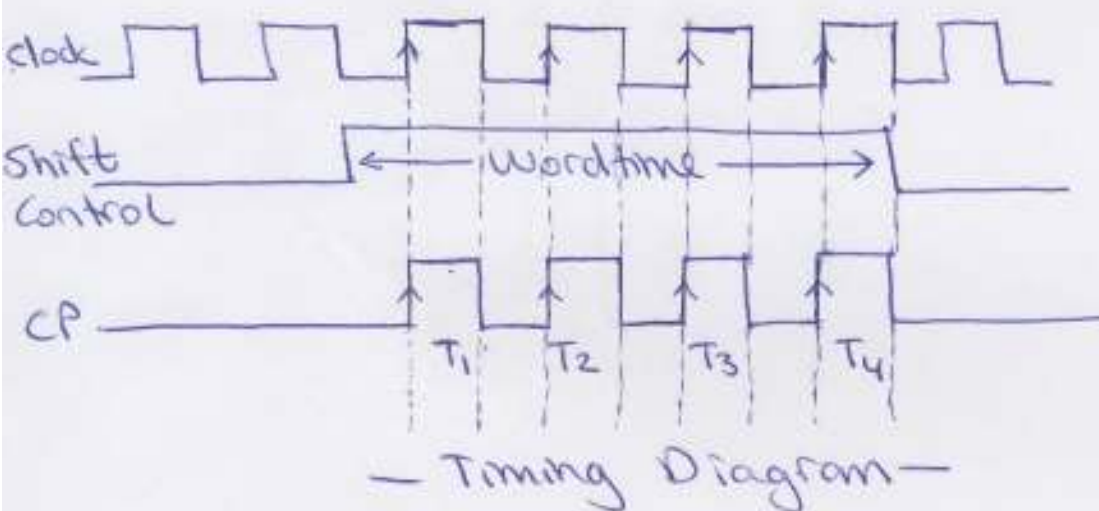 Clock
Shift
Control
← Wordtime →
CP
T1 T2 T3 T4
— Timing Diagram —